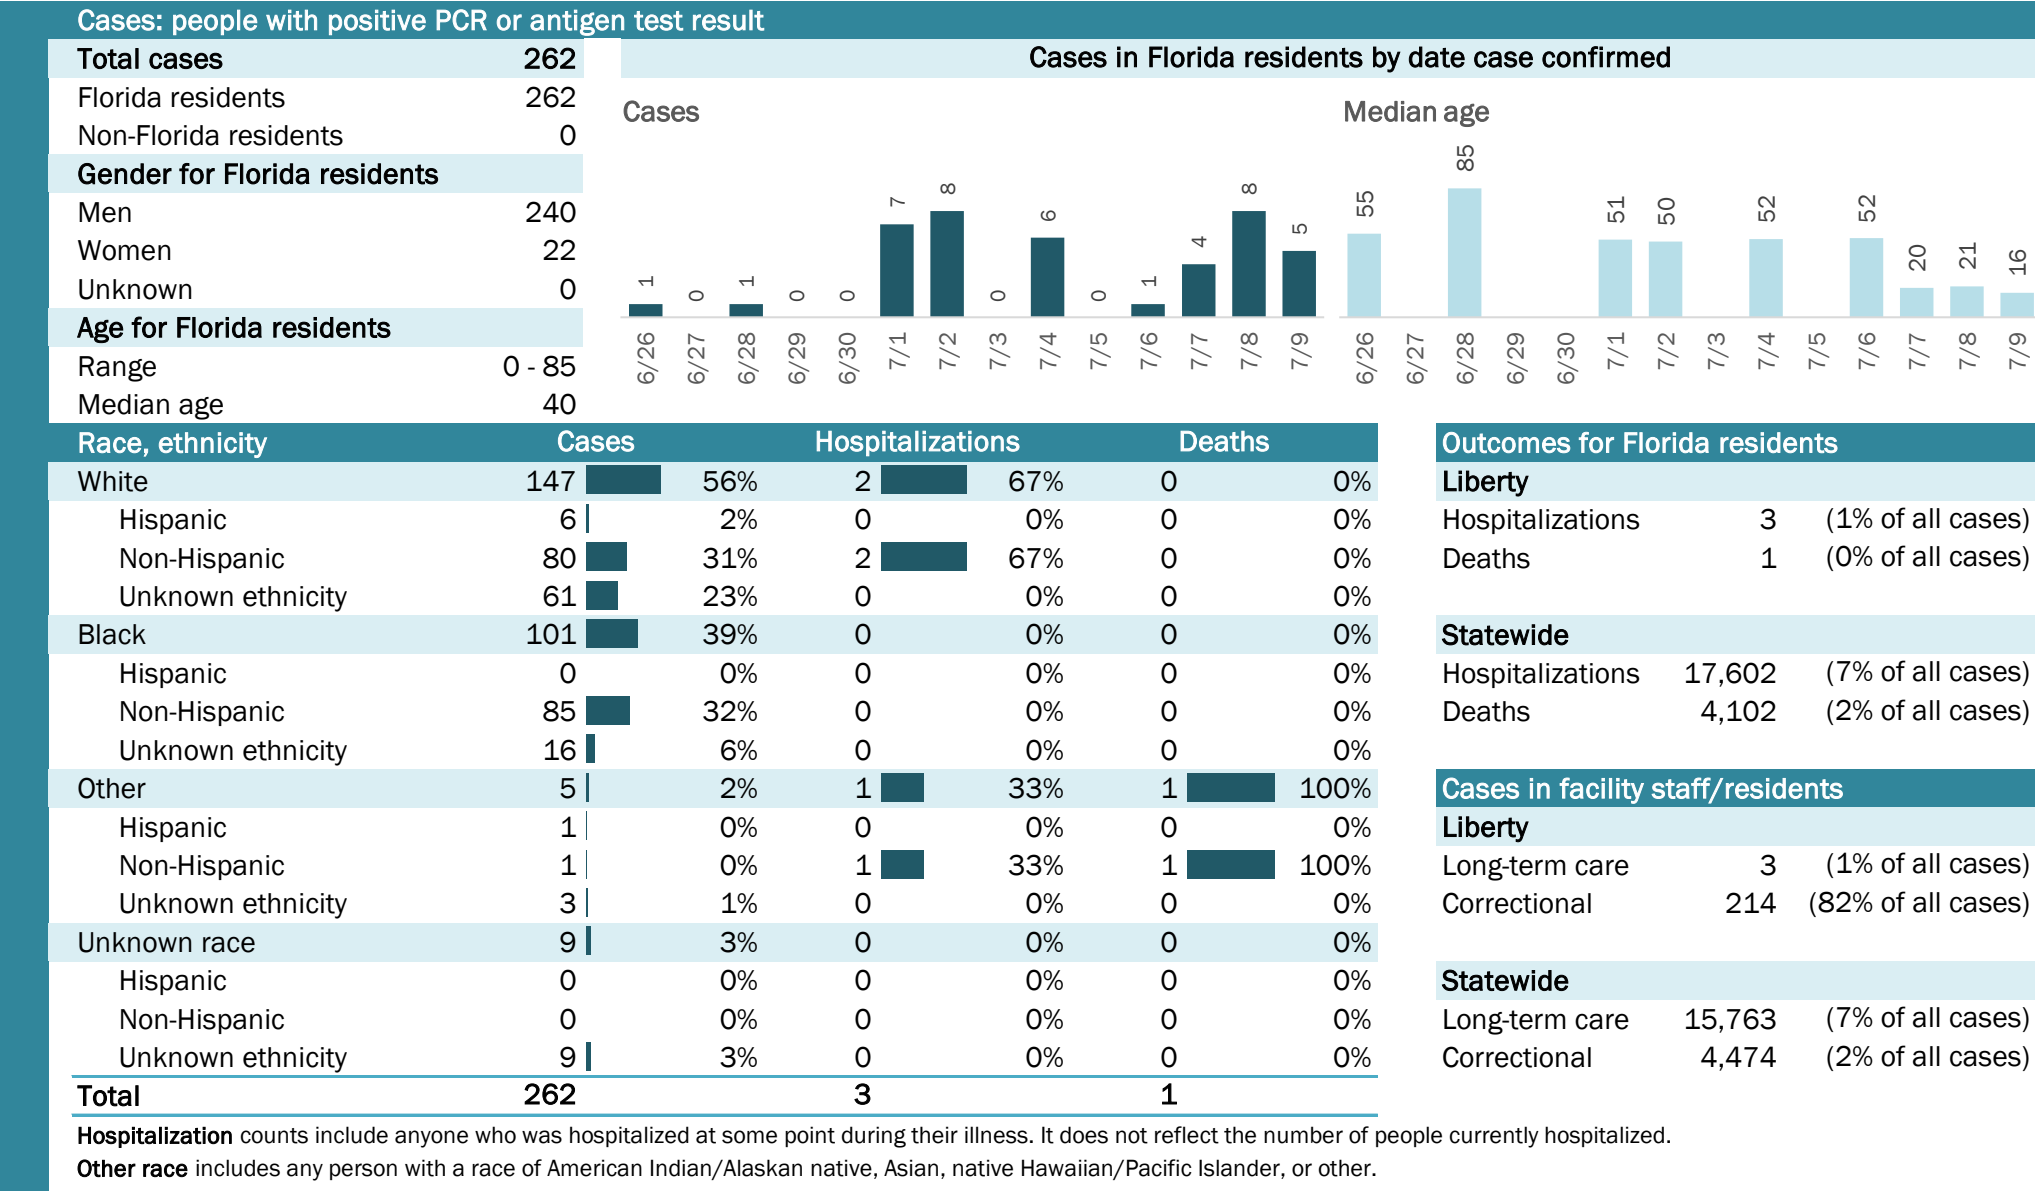 Cases: people with positive PCR or antigen test result
Total cases 262
Florida residents 262
Non-Florida residents 0
Gender for Florida residents
Men 240
Women 22
Unknown 0
Age for Florida residents
Range 0 - 85
Median age 40
Cases in Florida residents by date case confirmed
Cases
1 0 1 0 0 7 8 0 6 0 1 4 8 5
6/26 6/27 6/28 6/29 6/30 7/1 7/2 7/3 7/4 7/5 7/6 7/7 7/8 7/9
Median age
55 85 51 50 52 52 20 21 16
6/26 6/27 6/28 6/29 6/30 7/1 7/2 7/3 7/4 7/5 7/6 7/7 7/8 7/9
Race, ethnicity Cases Hospitalizations Deaths
White 147 56% 2 67% 0 0%
Hispanic 6 2% 0 0% 0 0%
Non-Hispanic 80 31% 2 67% 0 0%
Unknown ethnicity 61 23% 0 0% 0 0%
Black 101 39% 0 0% 0 0%
Hispanic 0 0% 0 0% 0 0%
Non-Hispanic 85 32% 0 0% 0 0%
Unknown ethnicity 16 6% 0 0% 0 0%
Other 5 2% 1 33% 1 100%
Hispanic 1 0% 0 0% 0 0%
Non-Hispanic 1 0% 1 33% 1 100%
Unknown ethnicity 3 1% 0 0% 0 0%
Unknown race 9 3% 0 0% 0 0%
Hispanic 0 0% 0 0% 0 0%
Non-Hispanic 0 0% 0 0% 0 0%
Unknown ethnicity 9 3% 0 0% 0 0%
Total 262 3 1
Outcomes for Florida residents
Liberty
Hospitalizations 3 (1% of all cases)
Deaths 1 (0% of all cases)
Statewide
Hospitalizations 17,602 (7% of all cases)
Deaths 4,102 (2% of all cases)
Cases in facility staff/residents
Liberty
Long-term care 3 (1% of all cases)
Correctional 214 (82% of all cases)
Statewide
Long-term care 15,763 (7% of all cases)
Correctional 4,474 (2% of all cases)
Hospitalization counts include anyone who was hospitalized at some point during their illness. It does not reflect the number of people currently hospitalized.
Other race includes any person with a race of American Indian/Alaskan native, Asian, native Hawaiian/Pacific Islander, or other.